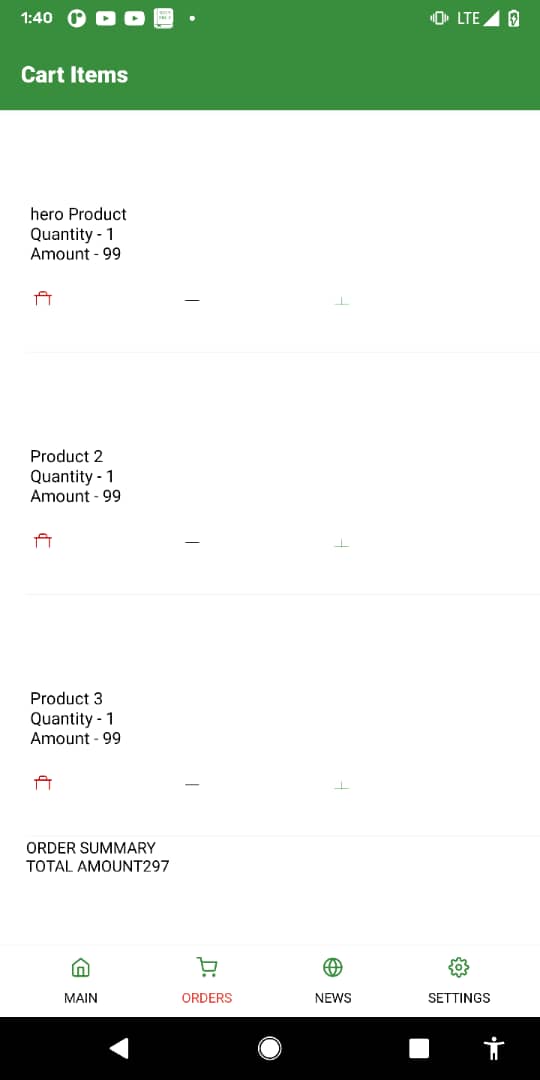 1:40
LTE
Cart Items
hero Product
Quantity - 1
Amount - 99
Product 2
Quantity - 1
Amount - 99
Product 3
Quantity - 1
Amount - 99
ORDER SUMMARY
TOTAL AMOUNT297
MAIN
ORDERS
NEWS
SETTINGS